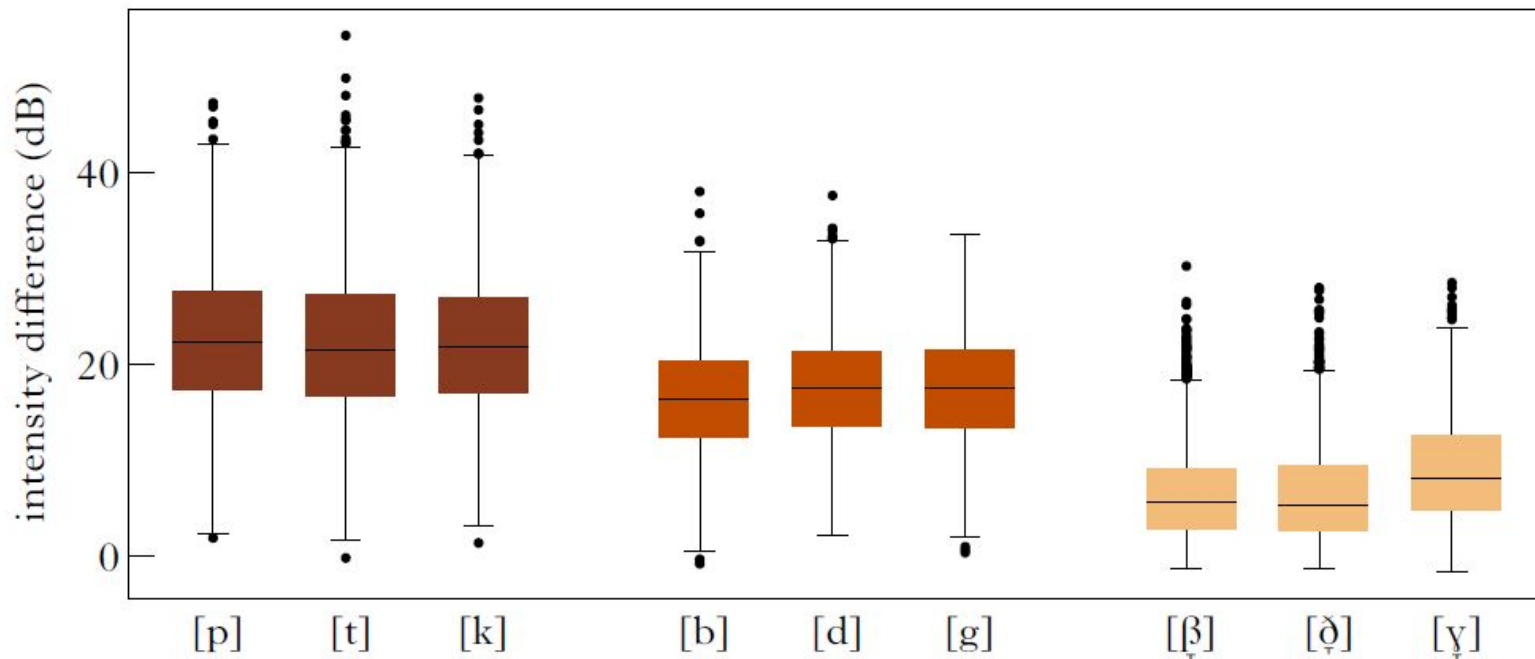 intensity difference (dB)
40
20
0
[p] [t] [k] [b] [d] [g] [β̞] [ð̞] [ɣ̞]